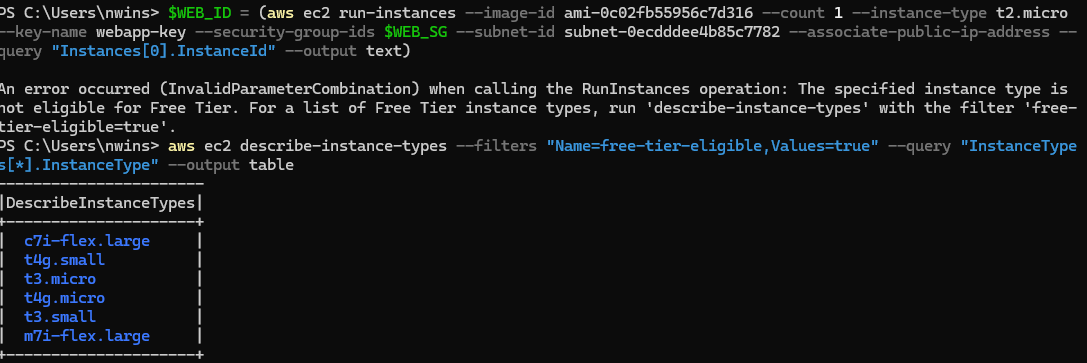 PS C:\Users\nwins> $WEB_ID = (aws ec2 run-instances --image-id ami-0c02fb55956c7d316 --count 1 --instance-type t2.micro
--key-name webapp-key --security-group-ids $WEB_SG --subnet-id subnet-0ecdddee4b85c7782 --associate-public-ip-address --
query "Instances[0].InstanceId" --output text)
An error occurred (InvalidParameterCombination) when calling the RunInstances operation: The specified instance type is
not eligible for Free Tier. For a list of Free Tier instance types, run 'describe-instance-types' with the filter 'free-
tier-eligible=true'.
PS C:\Users\nwins> aws ec2 describe-instance-types --filters "Name=free-tier-eligible,Values=true" --query "InstanceType
s[*].InstanceType" --output table
-----------------------
|DescribeInstanceTypes|
+---------------------+
|  c7i-flex.large     |
|  t4g.small          |
|  t3.micro           |
|  t4g.micro          |
|  t3.small           |
|  m7i-flex.large     |
+---------------------+